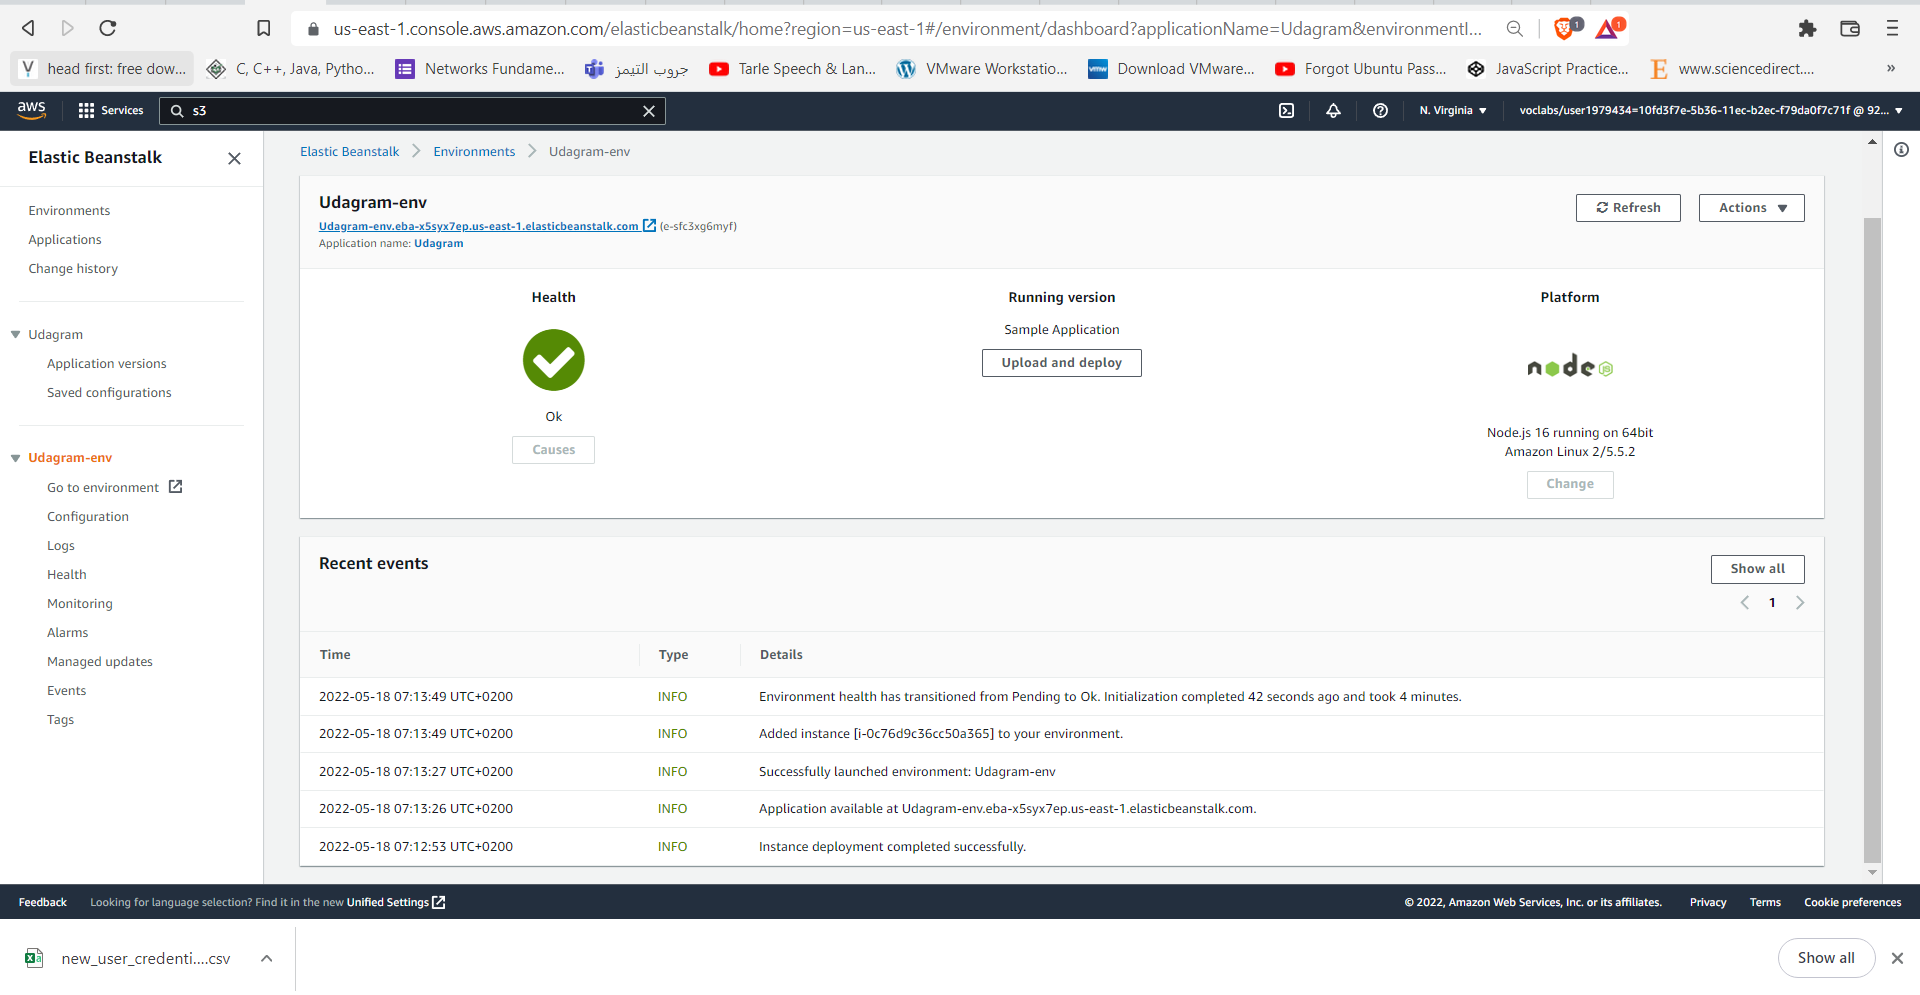 us-east-1.console.aws.amazon.com/elasticbeanstalk/home?region=us-east-1#/environment/dashboard?applicationName=Udagram&environmentI...
1
1
head first: free dow...
C, C++, Java, Pytho...
Networks Fundame...
جروب التيمز
Tarle Speech & Lan...
VMware Workstatio...
vmw
Download VMware...
Forgot Ubuntu Pass...
JavaScript Practice...
www.sciencedirect....
»
aws
Services
s3
N. Virginia
voclabs/user1979434=10fd3f7e-5b36-11ec-b2ec-f79da0f7c71f @ 92...
Elastic Beanstalk
Environments
Applications
Change history
Udagram
Application versions
Saved configurations
Udagram-env
Go to environment
Configuration
Logs
Health
Monitoring
Alarms
Managed updates
Events
Tags
Elastic Beanstalk > Environments > Udagram-env
Udagram-env
Udagram-env.eba-x5syx7ep.us-east-1.elasticbeanstalk.com (e-sfc3xg6myf)
Application name: Udagram
Refresh
Actions
Health
Ok
Causes
Running version
Sample Application
Upload and deploy
Platform
node
JS
Node.js 16 running on 64bit
Amazon Linux 2/5.5.2
Change
Recent events
Show all
1
Time Type Details
2022-05-18 07:13:49 UTC+0200 INFO Environment health has transitioned from Pending to Ok. Initialization completed 42 seconds ago and took 4 minutes.
2022-05-18 07:13:49 UTC+0200 INFO Added instance [i-0c76d9c36cc50a365] to your environment.
2022-05-18 07:13:27 UTC+0200 INFO Successfully launched environment: Udagram-env
2022-05-18 07:13:26 UTC+0200 INFO Application available at Udagram-env.eba-x5syx7ep.us-east-1.elasticbeanstalk.com.
2022-05-18 07:12:53 UTC+0200 INFO Instance deployment completed successfully.
Feedback
Looking for language selection? Find it in the new Unified Settings
© 2022, Amazon Web Services, Inc. or its affiliates.
Privacy
Terms
Cookie preferences
new_user_credenti....csv
Show all